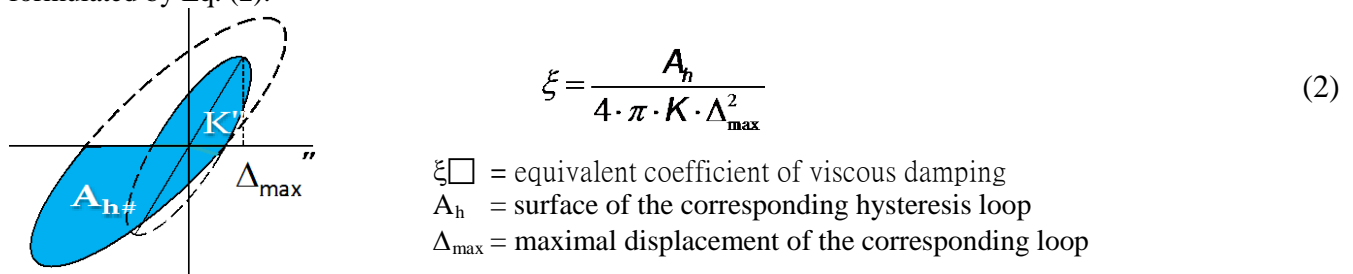 formulated by Eq. (2).
K'
"
Δmax
Ah#
ξ = Ah / 4 · π · K · Δ²max
(2)
ξ□ = equivalent coefficient of viscous damping
Ah = surface of the corresponding hysteresis loop
Δmax = maximal displacement of the corresponding loop